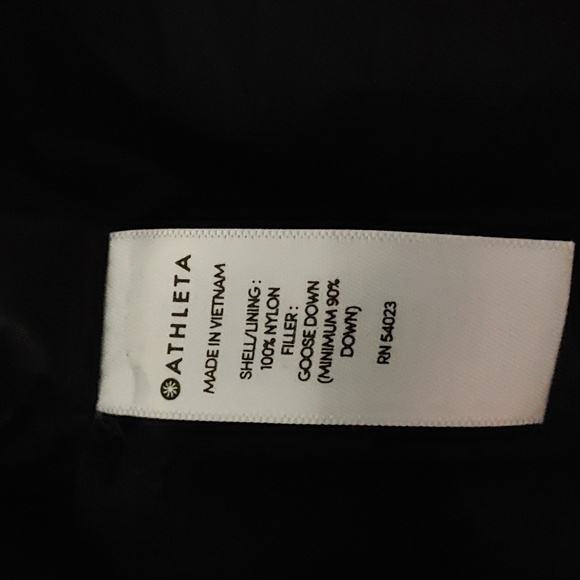 ATHLETA
MADE IN VIETNAM
SHELL/LINING:
100% NYLON
FILLER:
GOOSE DOWN
(MINIMUM 90%
DOWN)
RN 54023